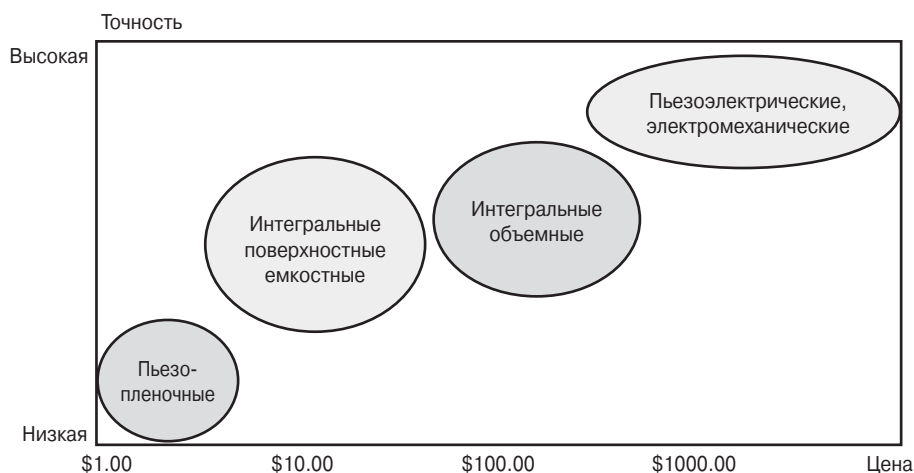 Точность
Высокая
Пьезоэлектрические,
электромеханические
Интегральные
объемные
Интегральные
поверхностные
емкостные
Пьезо-
пленочные
Низкая
$1.00 $10.00 $100.00 $1000.00 Цена